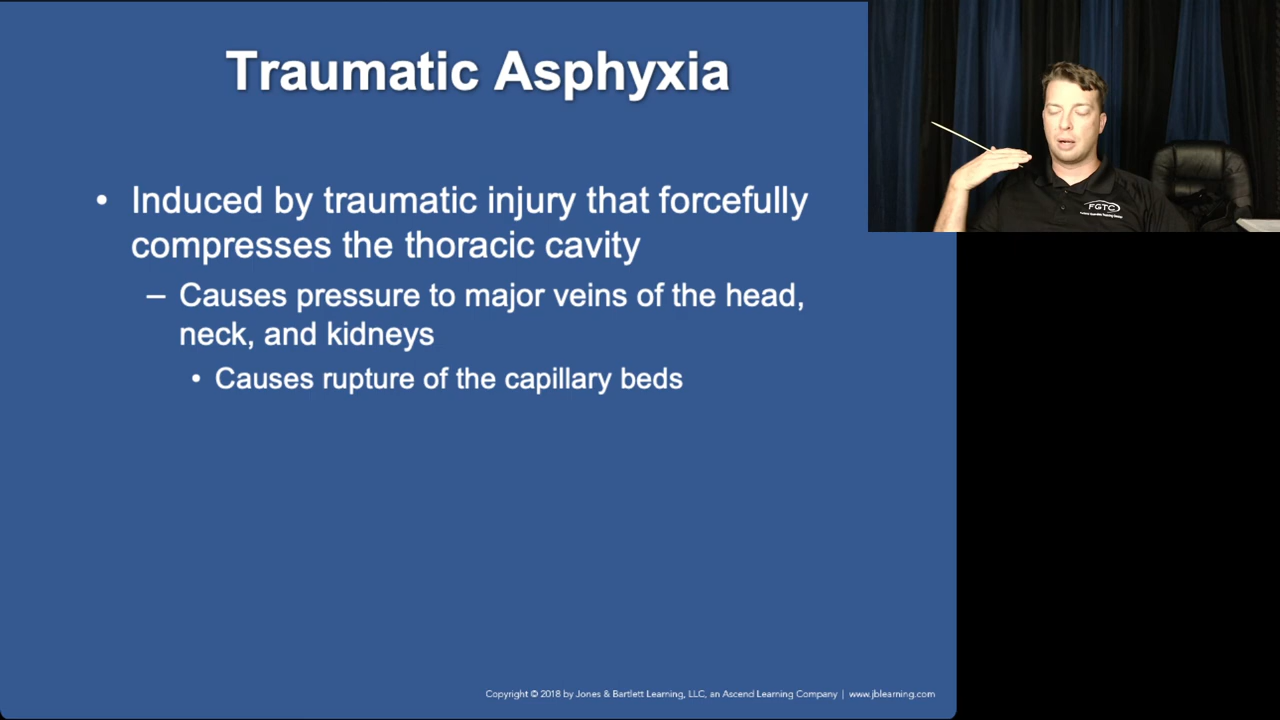 Traumatic Asphyxia
• Induced by traumatic injury that forcefully
compresses the thoracic cavity
– Causes pressure to major veins of the head,
neck, and kidneys
• Causes rupture of the capillary beds
FGTC
Copyright © 2018 by Jones & Bartlett Learning, LLC, an Ascend Learning Company | www.jblearning.com